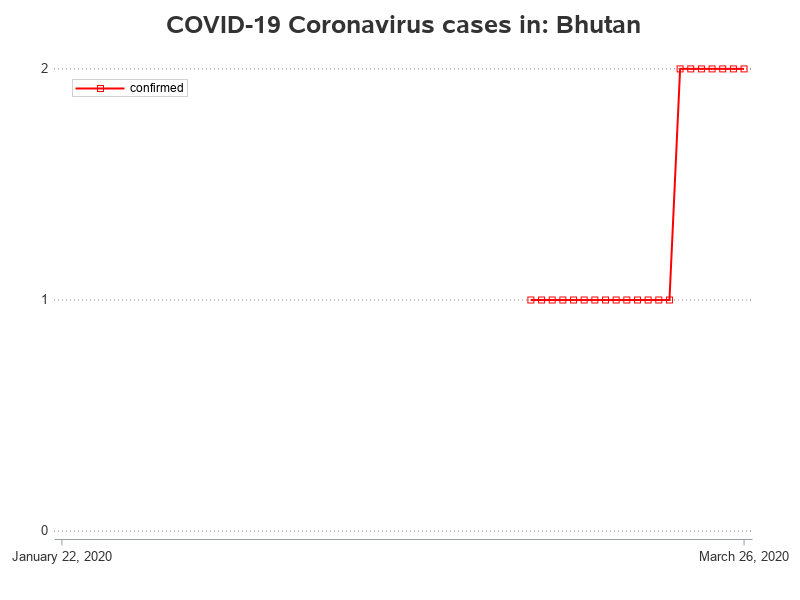 COVID-19 Coronavirus cases in: Bhutan
2
confirmed
1
0
January 22, 2020
March 26, 2020